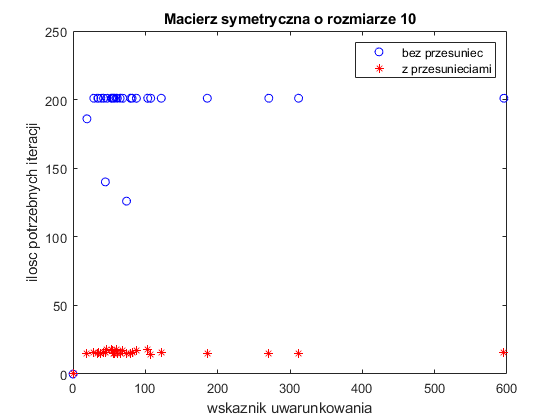 Macierz symetryczna o rozmiarze 10
250
200
150
100
50
0
ilosc potrzebnych iteracji
bez przesuniec
z przesunieciami
0 100 200 300 400 500 600
wskaznik uwarunkowania